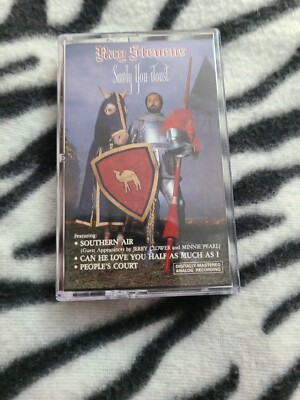 Ray Stevens
Surely You Joust
Featuring:
• SOUTHERN AIR
(Guest Appearances by JERRY CLOWER and MINNIE PEARL)
• CAN HE LOVE YOU HALF AS MUCH AS I
• PEOPLE'S COURT
DIGITALLY MASTERED
ANALOG RECORDING